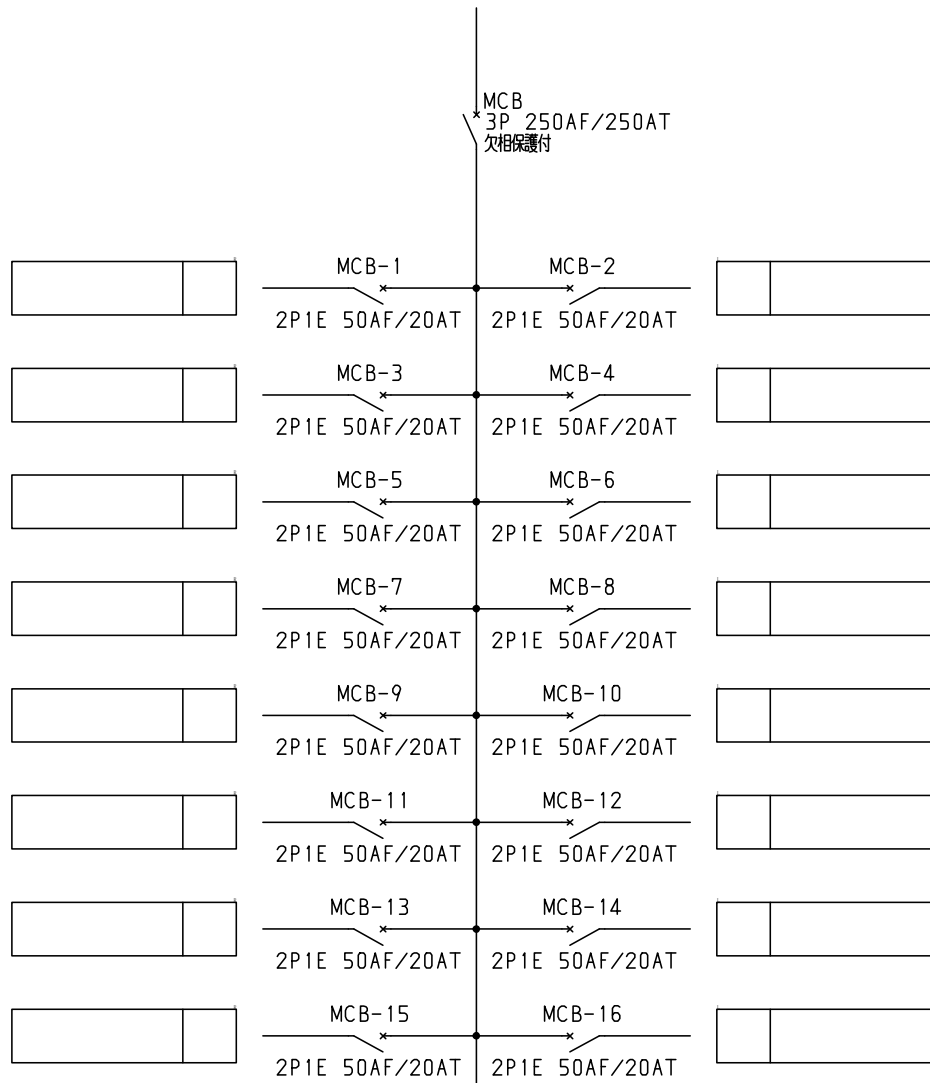 MCB
3P 250AF/250AT
欠相保護付
MCB-1 MCB-2
2P1E 50AF/20AT 2P1E 50AF/20AT
MCB-3 MCB-4
2P1E 50AF/20AT 2P1E 50AF/20AT
MCB-5 MCB-6
2P1E 50AF/20AT 2P1E 50AF/20AT
MCB-7 MCB-8
2P1E 50AF/20AT 2P1E 50AF/20AT
MCB-9 MCB-10
2P1E 50AF/20AT 2P1E 50AF/20AT
MCB-11 MCB-12
2P1E 50AF/20AT 2P1E 50AF/20AT
MCB-13 MCB-14
2P1E 50AF/20AT 2P1E 50AF/20AT
MCB-15 MCB-16
2P1E 50AF/20AT 2P1E 50AF/20AT